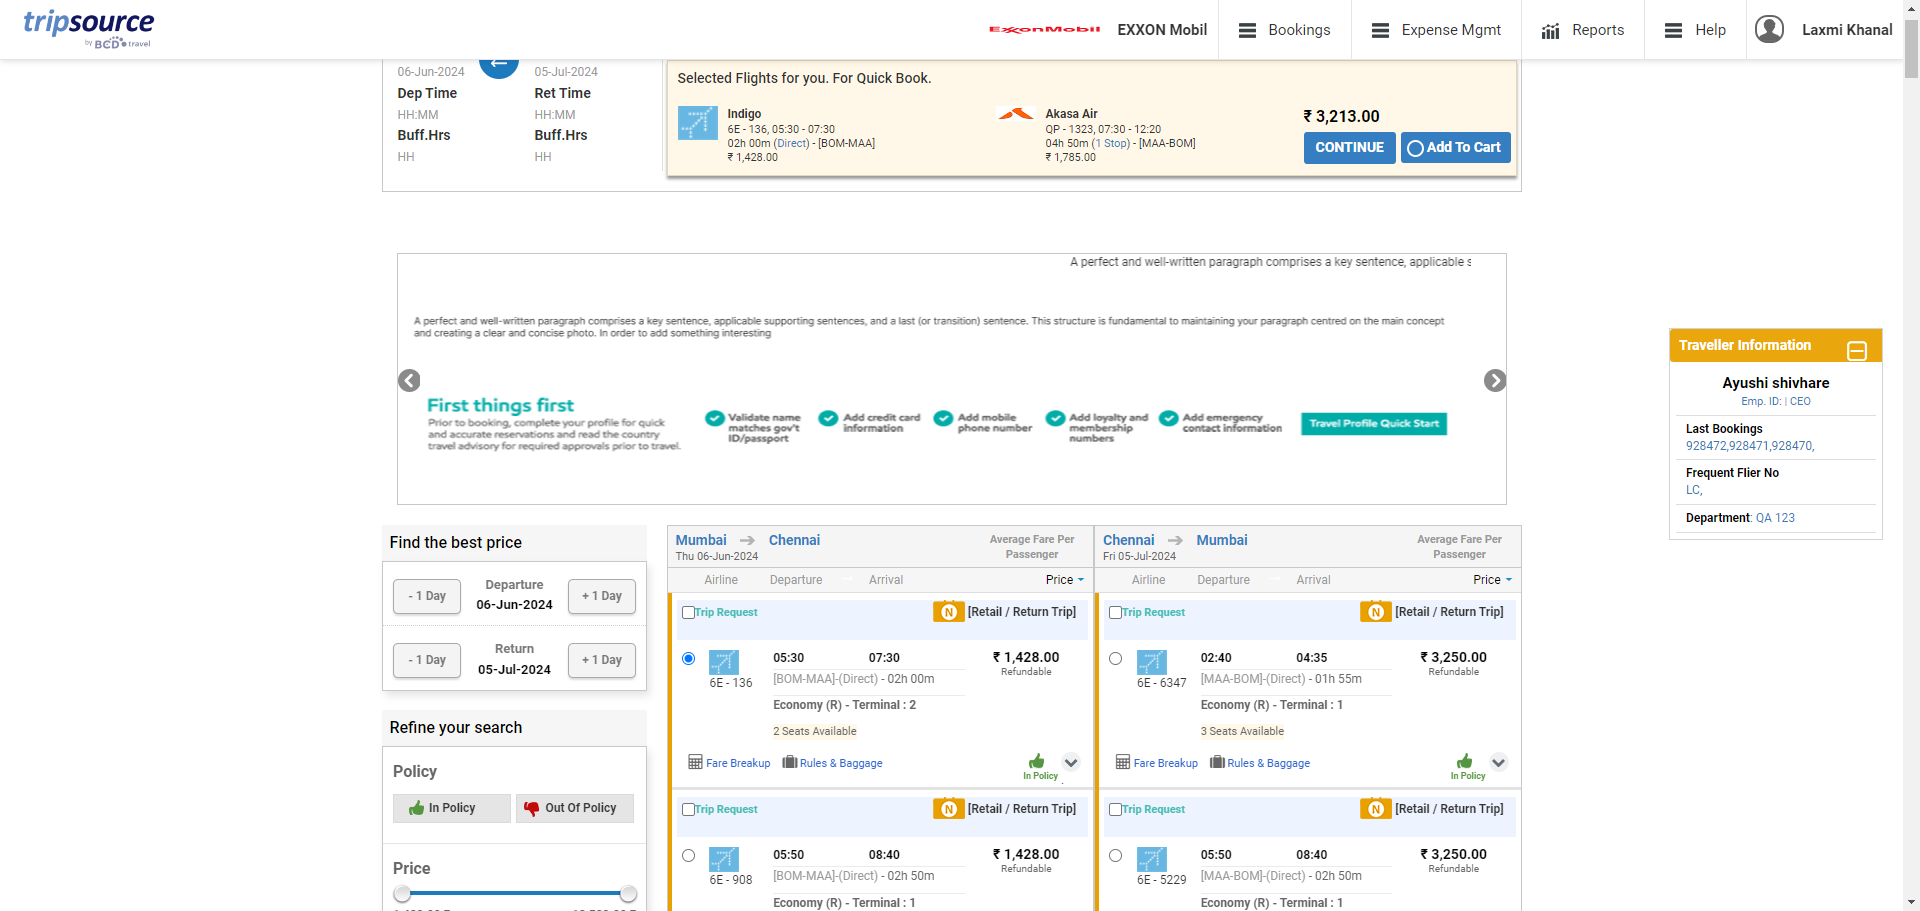 tripsource
by BCD travel
ExxonMobil
EXXON Mobil
Bookings
Expense Mgmt
Reports
Help
Laxmi Khanal
06-Jun-2024
05-Jul-2024
Dep Time
Ret Time
HH:MM
HH:MM
Buff.Hrs
Buff.Hrs
HH
HH
Selected Flights for you. For Quick Book.
Indigo
6E - 136, 05:30 - 07:30
02h 00m (Direct) - [BOM-MAA]
₹ 1,428.00
Akasa Air
QP - 1323, 07:30 - 12:20
04h 50m (1 Stop) - [MAA-BOM]
₹ 1,785.00
₹ 3,213.00
CONTINUE
Add To Cart
A perfect and well-written paragraph comprises a key sentence, applicable s
A perfect and well-written paragraph comprises a key sentence, applicable supporting sentences, and a last (or transition) sentence. This structure is fundamental to maintaining your paragraph centred on the main concept
and creating a clear and concise photo. In order to add something interesting
First things first
Prior to booking, complete your profile for quick
and accurate reservations and read the country
travel advisory for required approvals prior to travel.
Validate name
matches gov't
ID/passport
Add credit card
information
Add mobile
phone number
Add loyalty and
membership
numbers
Add emergency
contact information
Travel Profile Quick Start
Traveller Information
Ayushi shivhare
Emp. ID: | CEO
Last Bookings
928472,928471,928470,
Frequent Flier No
LC,
Department: QA 123
Find the best price
- 1 Day
Departure
06-Jun-2024
+ 1 Day
- 1 Day
Return
05-Jul-2024
+ 1 Day
Refine your search
Policy
In Policy
Out Of Policy
Price
Mumbai
Chennai
Thu 06-Jun-2024
Average Fare Per
Passenger
Airline
Departure
Arrival
Price
Trip Request
N
[Retail / Return Trip]
6E - 136
05:30
07:30
[BOM-MAA]-(Direct) - 02h 00m
Economy (R) - Terminal : 2
2 Seats Available
₹ 1,428.00
Refundable
Fare Breakup
Rules & Baggage
In Policy
Trip Request
N
[Retail / Return Trip]
6E - 908
05:50
08:40
[BOM-MAA]-(Direct) - 02h 50m
Economy (R) - Terminal : 1
₹ 1,428.00
Refundable
Chennai
Mumbai
Fri 05-Jul-2024
Average Fare Per
Passenger
Airline
Departure
Arrival
Price
Trip Request
N
[Retail / Return Trip]
6E - 6347
02:40
04:35
[MAA-BOM]-(Direct) - 01h 55m
Economy (R) - Terminal : 1
3 Seats Available
₹ 3,250.00
Refundable
Fare Breakup
Rules & Baggage
In Policy
Trip Request
N
[Retail / Return Trip]
6E - 5229
05:50
08:40
[MAA-BOM]-(Direct) - 02h 50m
Economy (R) - Terminal : 1
₹ 3,250.00
Refundable